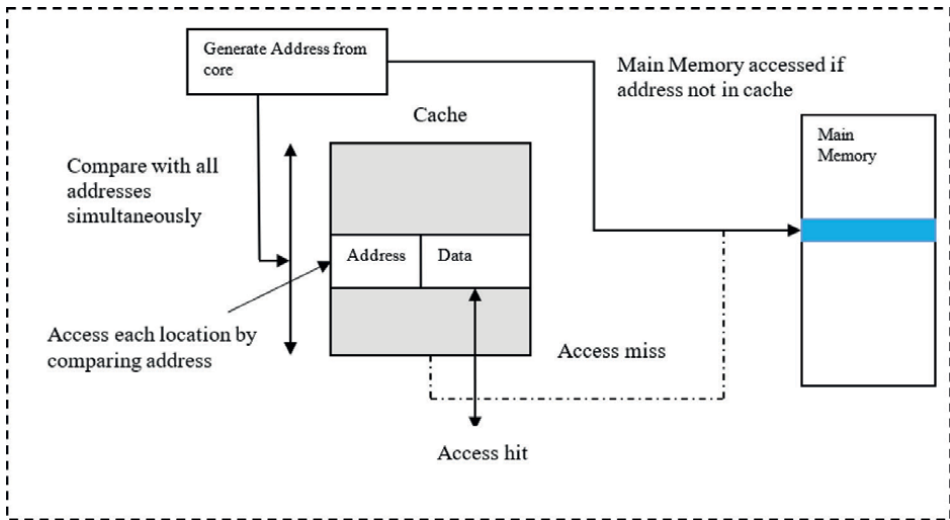 Generate Address from
core
Main Memory accessed if
address not in cache
Cache
Main
Memory
Compare with all
addresses
simultaneously
Address
Data
Access each location by
comparing address
Access miss
Access hit